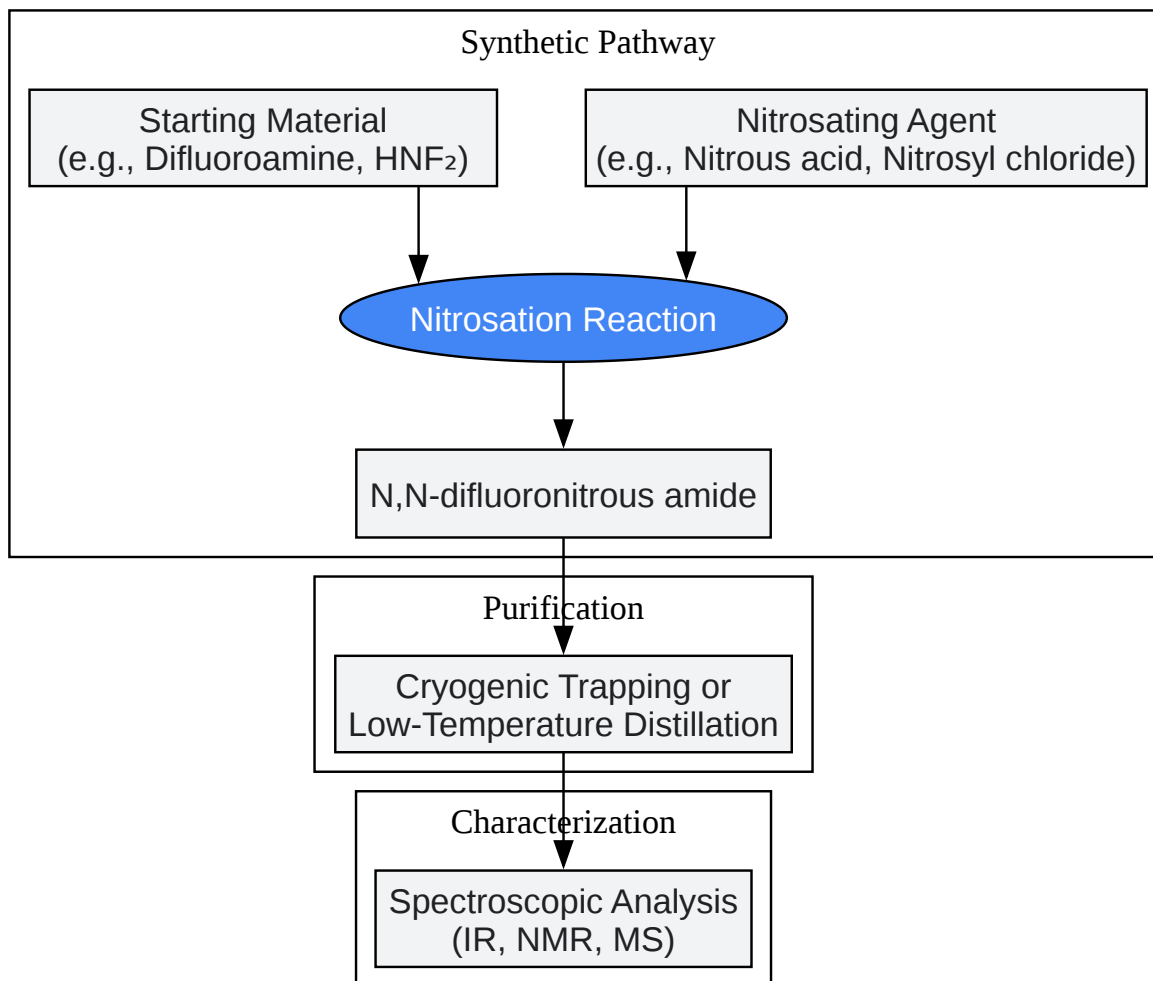 Synthetic Pathway
Starting Material
(e.g., Difluoroamine, HNF₂)
Nitrosating Agent
(e.g., Nitrous acid, Nitrosyl chloride)
Nitrosation Reaction
N,N-difluoronitrous amide
Purification
Cryogenic Trapping or
Low-Temperature Distillation
Characterization
Spectroscopic Analysis
(IR, NMR, MS)